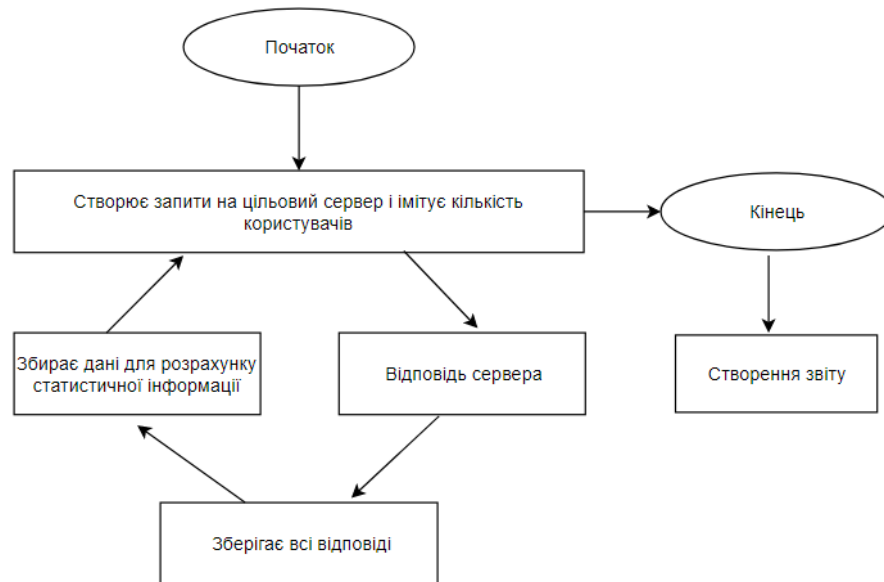 Початок
Створює запити на цільовий сервер і імітує кількість
користувачів
Кінець
Збирає дані для розрахунку
статистичної інформації
Відповідь сервера
Створення звіту
Зберігає всі відповіді